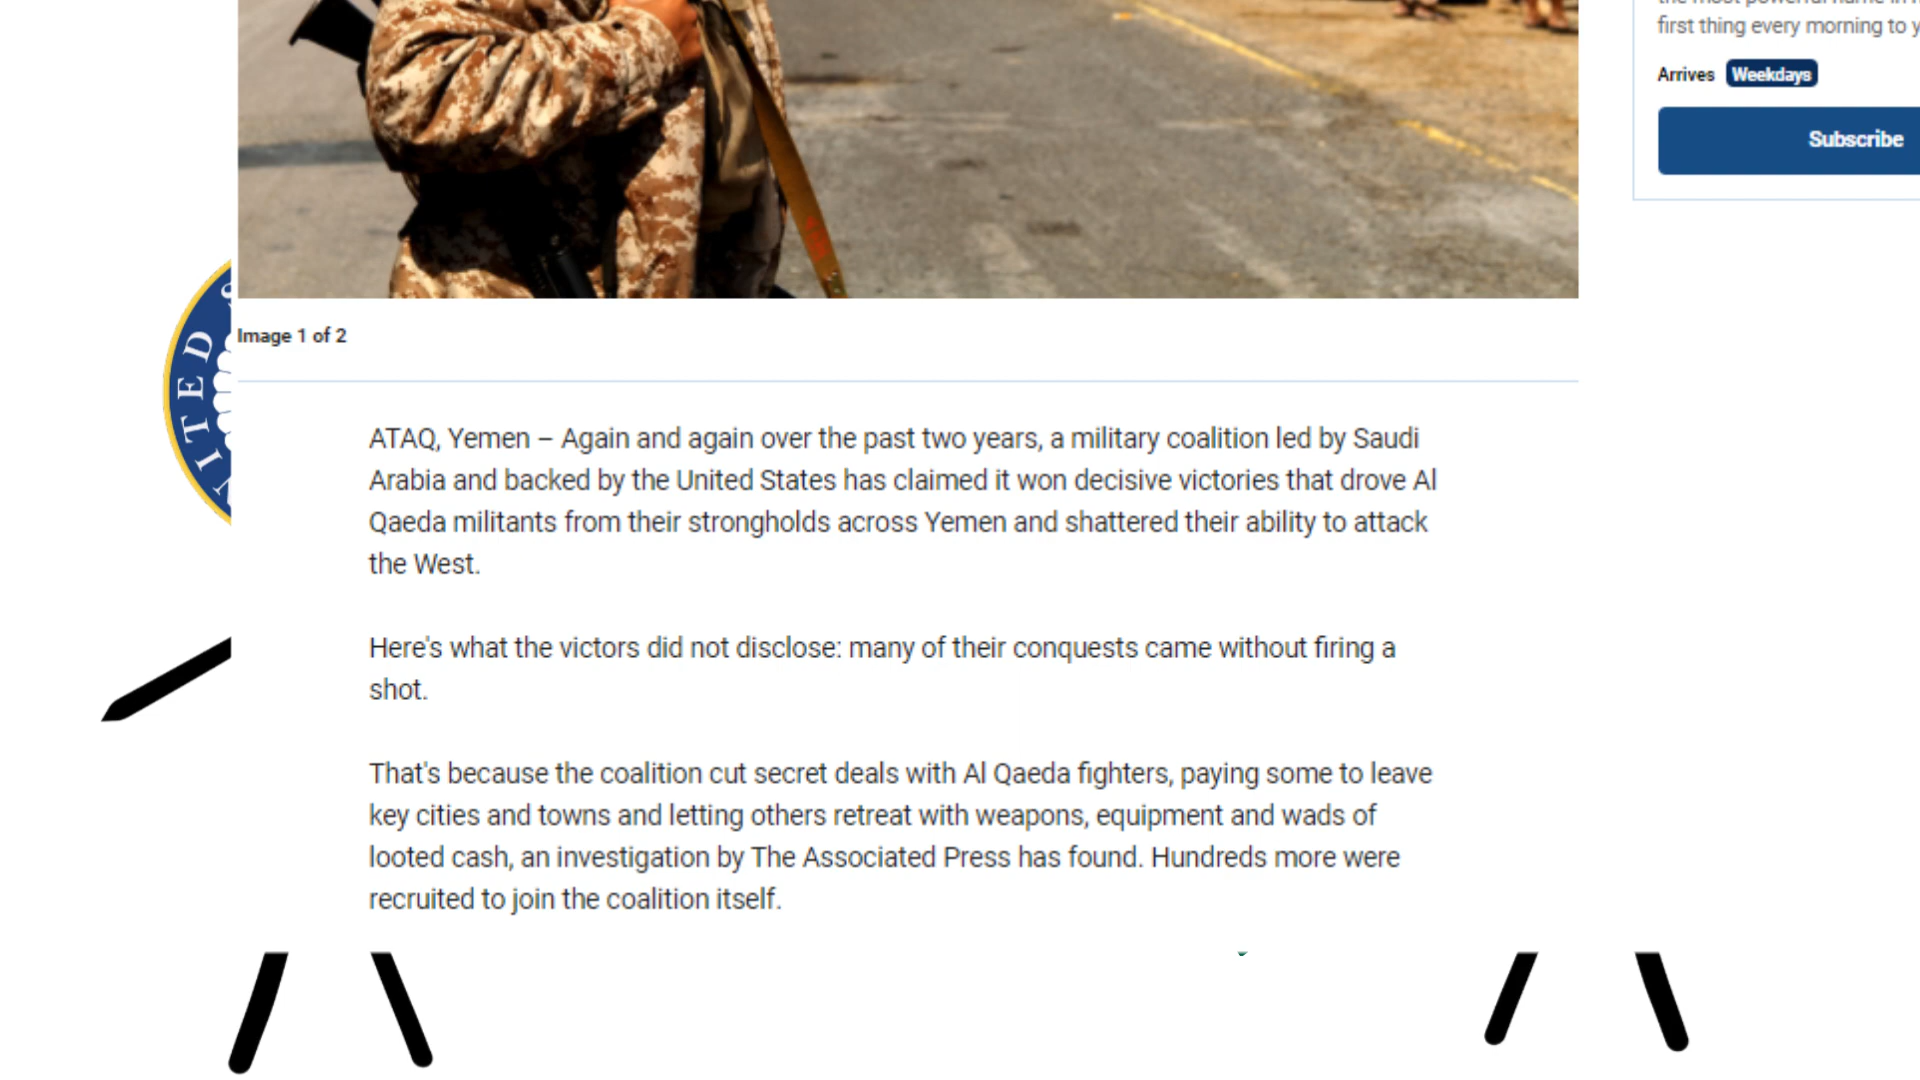 first thing every morning to
Arrives Weekdays
Subscribe
Image 1 of 2
ITED
ATAQ, Yemen – Again and again over the past two years, a military coalition led by Saudi
Arabia and backed by the United States has claimed it won decisive victories that drove Al
Qaeda militants from their strongholds across Yemen and shattered their ability to attack
the West.
Here's what the victors did not disclose: many of their conquests came without firing a
shot.
That's because the coalition cut secret deals with Al Qaeda fighters, paying some to leave
key cities and towns and letting others retreat with weapons, equipment and wads of
looted cash, an investigation by The Associated Press has found. Hundreds more were
recruited to join the coalition itself.